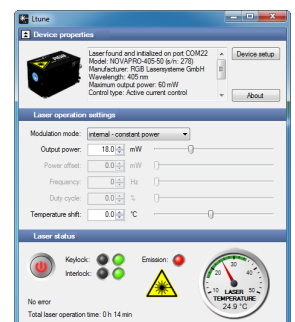 Ltune
Device properties
Laser found and initialized on port COM22
Model: NOVAPRO-405-50 (s/n: 278)
Manufacturer: RGB Lasersysteme GmbH
Wavelength: 405 nm
Maximum output power: 60 mW
Control type: Active current control
Device setup
About
Laser operation settings
Modulation mode: internal - constant power
Output power: 18.0 mW
Power offset: 0.0 mW
Frequency: 0 Hz
Duty cycle: 0.0 %
Temperature shift: 0.0 °C
Laser status
Keylock:
Interlock:
Emission:
No error
Total laser operation time: 0 h 14 min
10 20 30 40 50
LASER
TEMPERATURE
24.9 °C